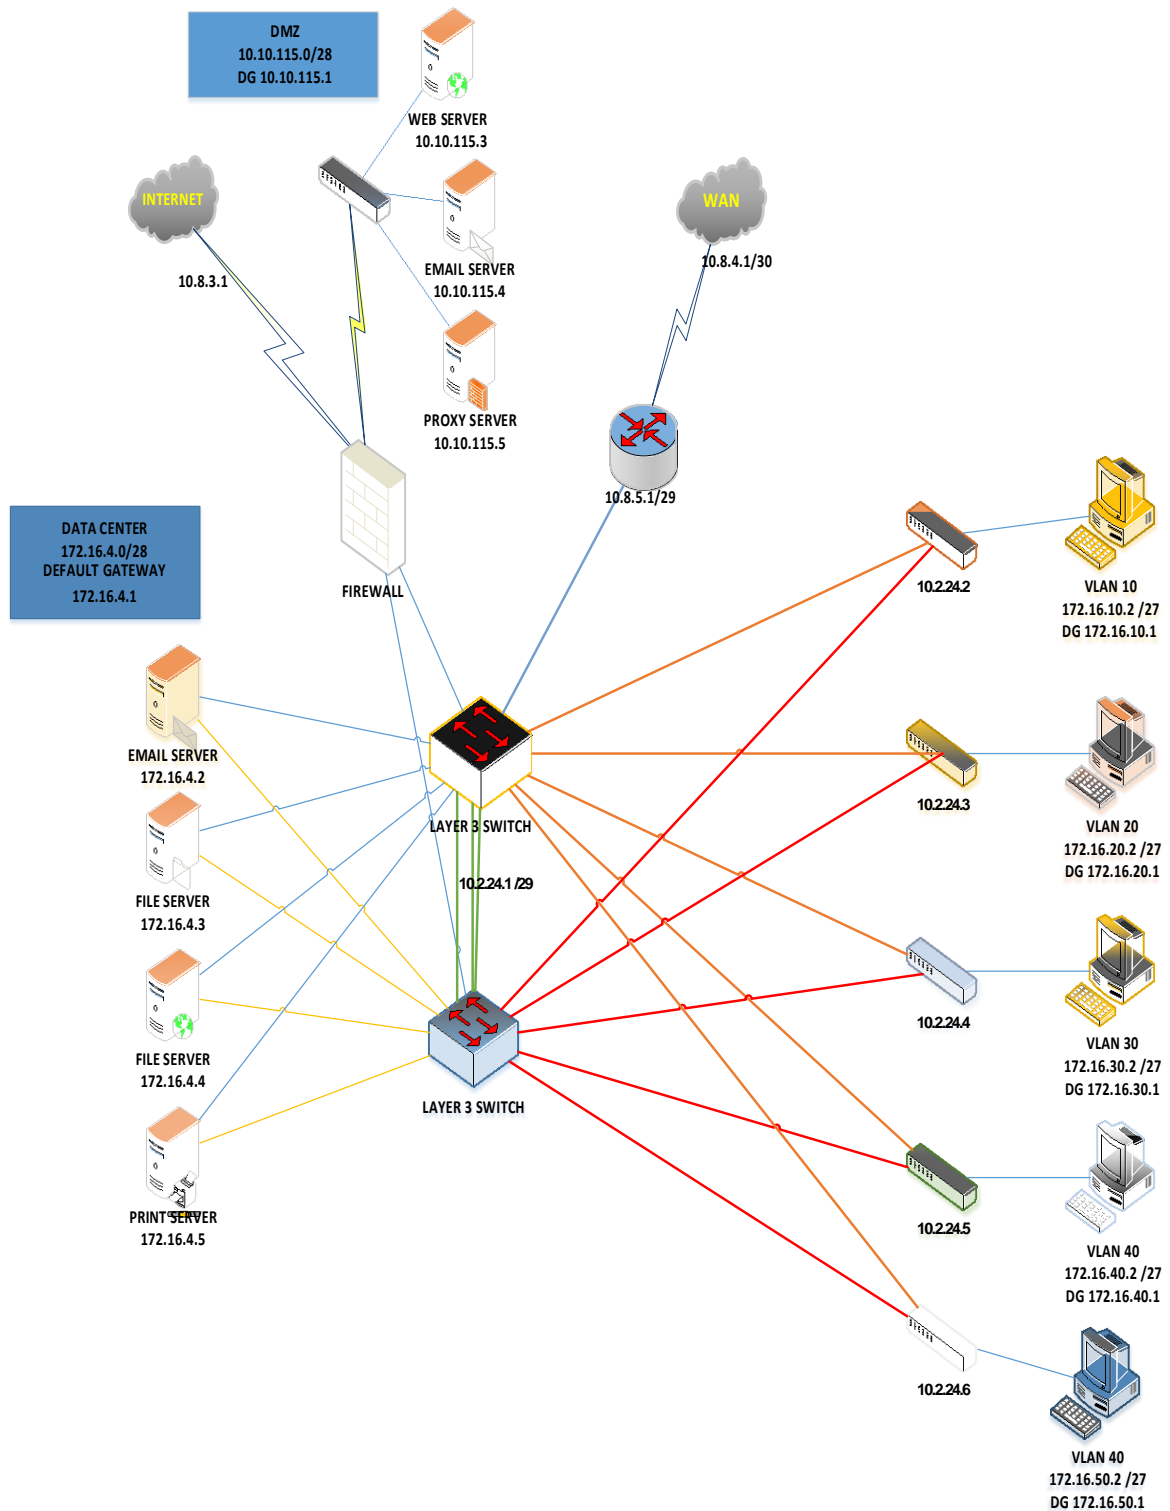 DMZ
10.10.115.0/28
DG 10.10.115.1
WEB SERVER
10.10.115.3
INTERNET
10.8.3.1
EMAIL SERVER
10.10.115.4
WAN
10.8.4.1/30
PROXY SERVER
10.10.115.5
10.8.5.1/29
FIREWALL
DATA CENTER
172.16.4.0/28
DEFAULT GATEWAY
172.16.4.1
EMAIL SERVER
172.16.4.2
FILE SERVER
172.16.4.3
FILE SERVER
172.16.4.4
PRINT SERVER
172.16.4.5
LAYER 3 SWITCH
10.2.24.1 /29
LAYER 3 SWITCH
10.2.24.2
VLAN 10
172.16.10.2 /27
DG 172.16.10.1
10.2.24.3
VLAN 20
172.16.20.2 /27
DG 172.16.20.1
10.2.24.4
VLAN 30
172.16.30.2 /27
DG 172.16.30.1
10.2.24.5
VLAN 40
172.16.40.2 /27
DG 172.16.40.1
10.2.24.6
VLAN 40
172.16.50.2 /27
DG 172.16.50.1